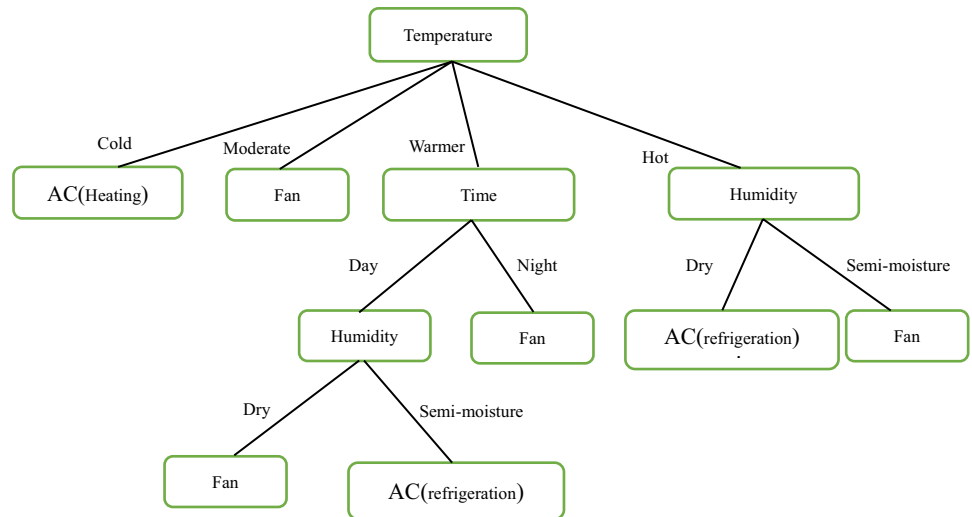 Temperature
Cold
Moderate
Warmer
Hot
AC(Heating)
Fan
Time
Humidity
Day
Night
Dry
Semi-moisture
Humidity
Fan
AC(refrigeration)
.
Fan
Dry
Semi-moisture
Fan
AC(refrigeration)